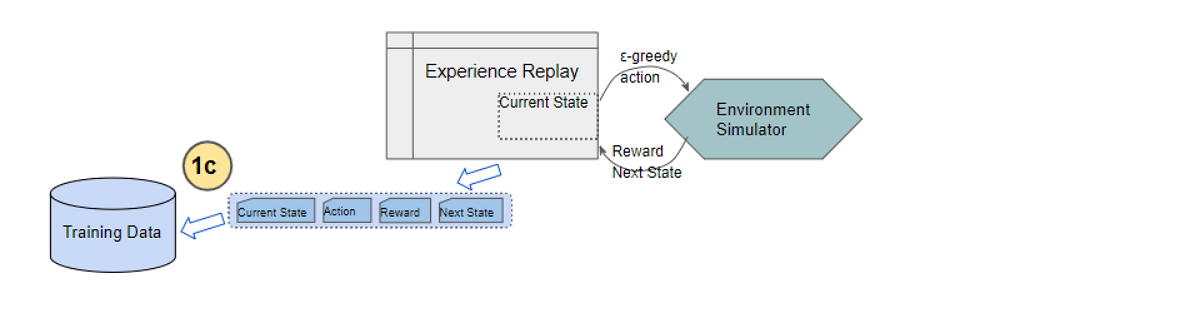 ε-greedy
action
Experience Replay
Current State
Environment
Simulator
Reward
Next State
1c
Current State
Action
Reward
Next State
Training Data